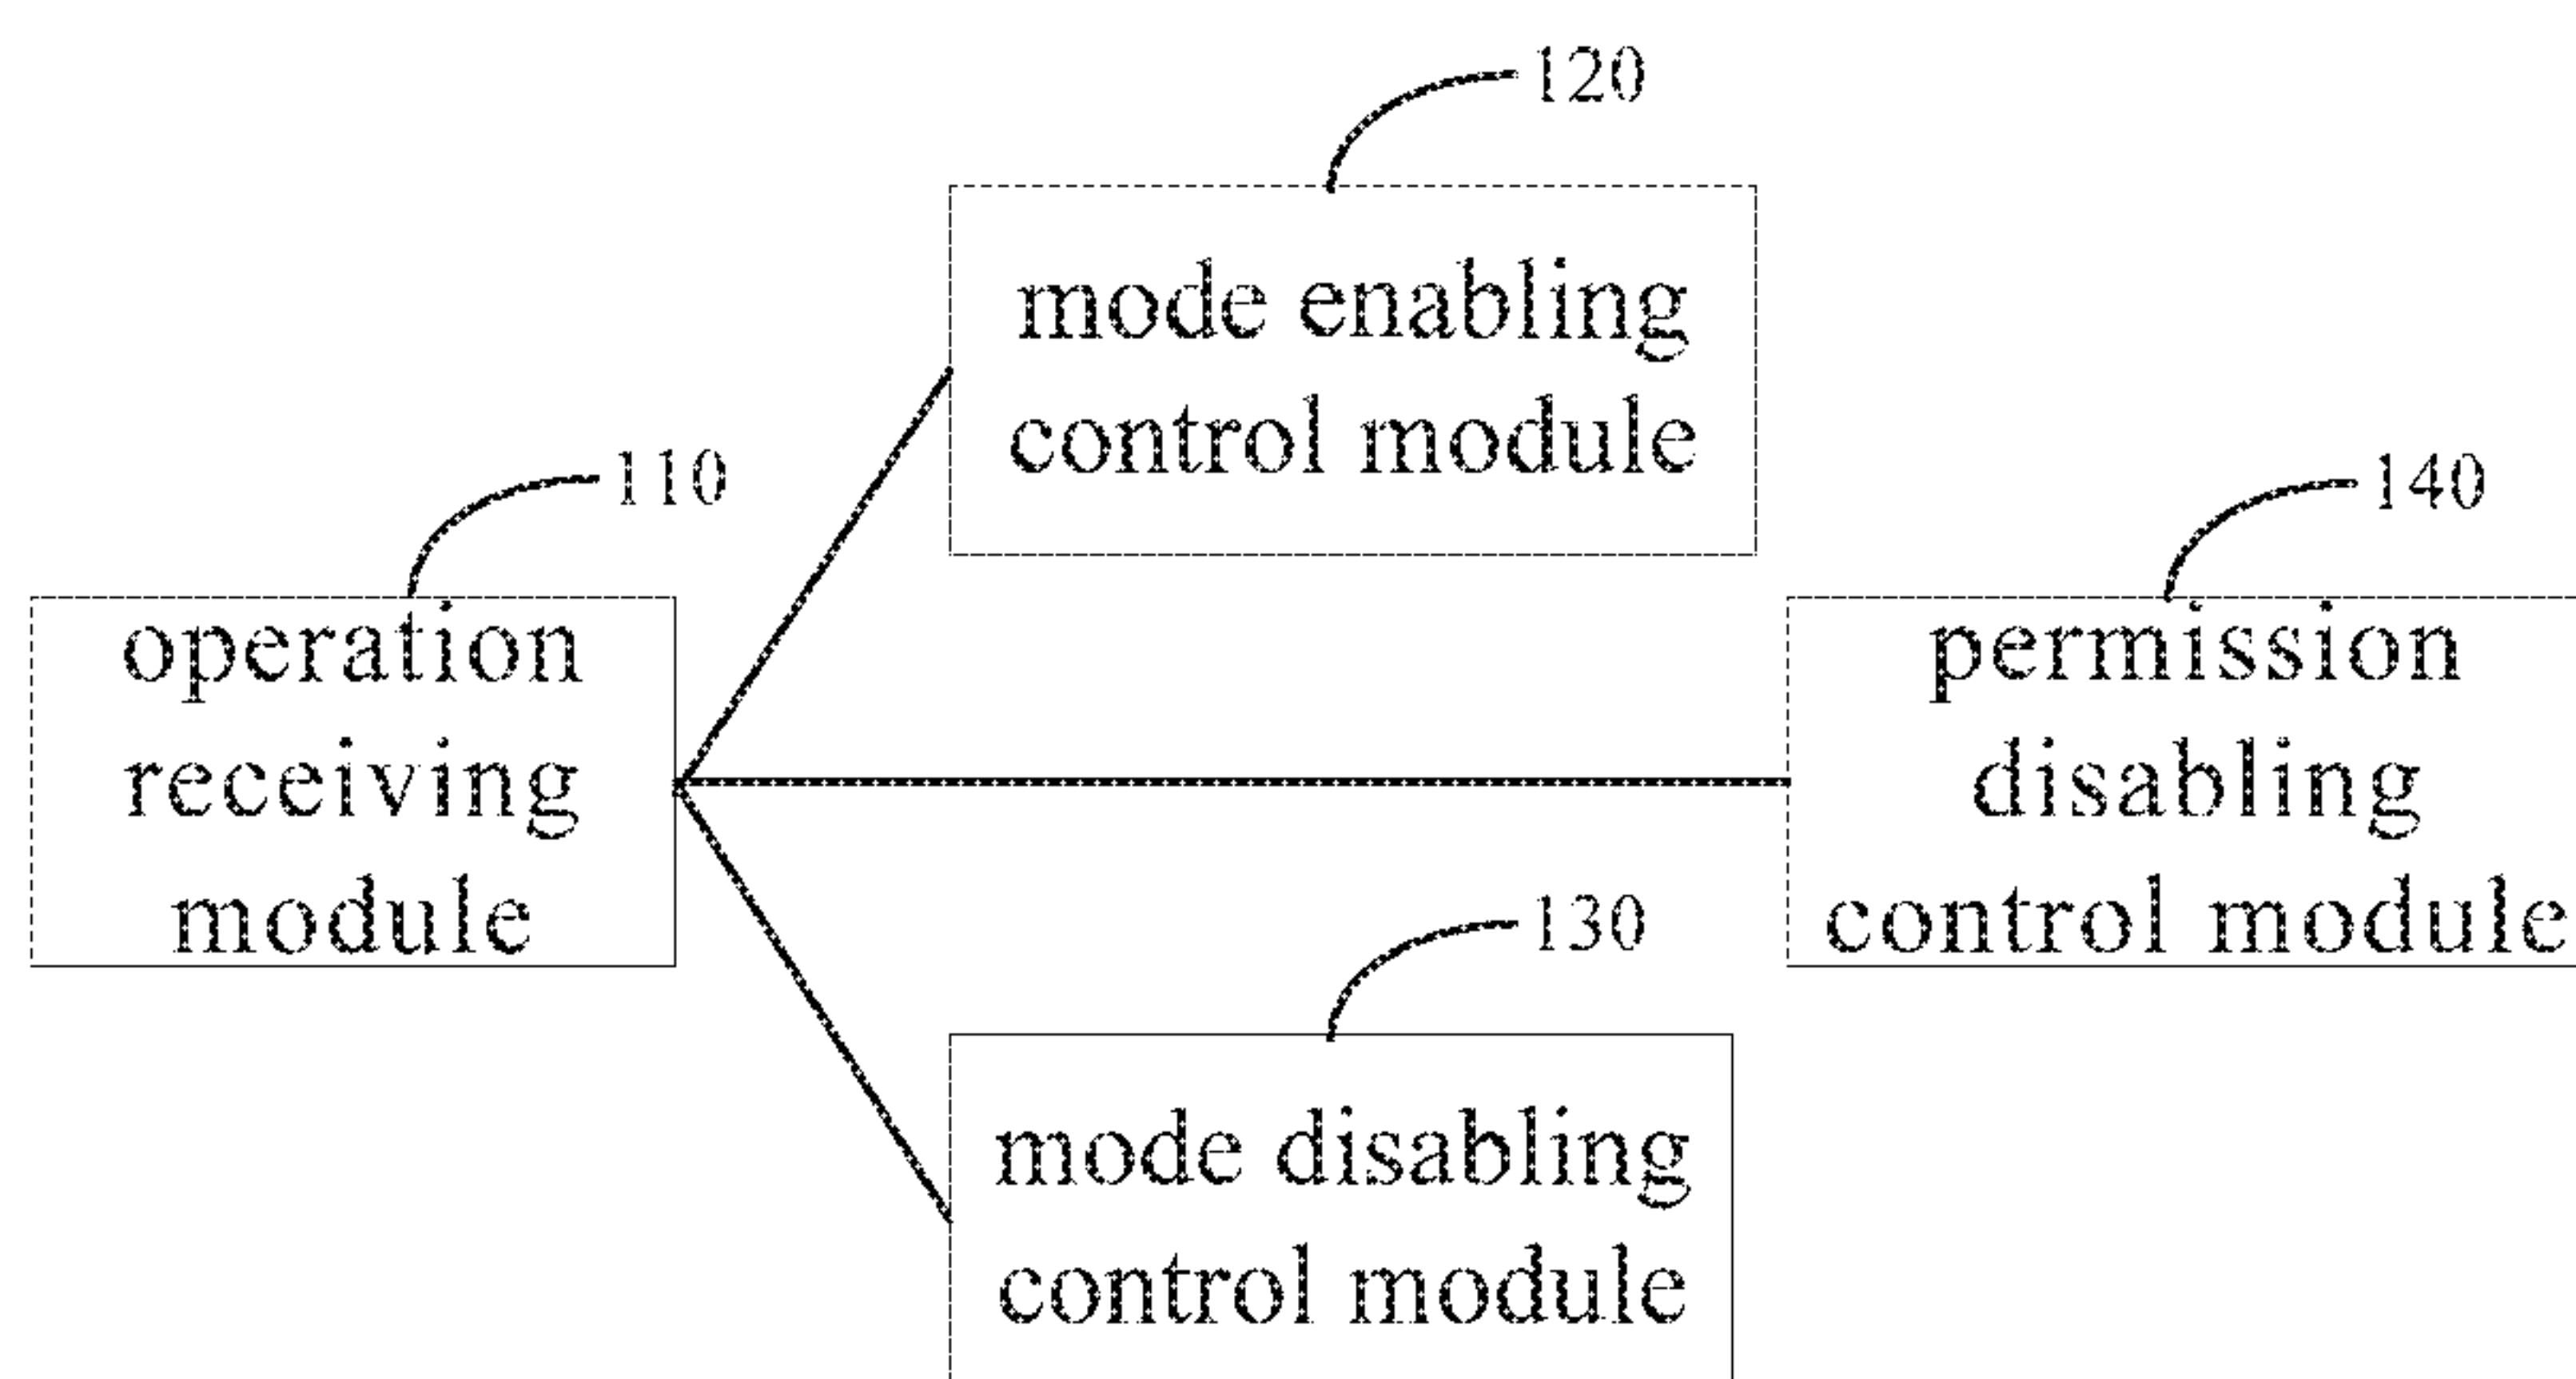 120
mode enabling
control module
110
operation
receiving
module
140
permission
disabling
control module
130
mode disabling
control module